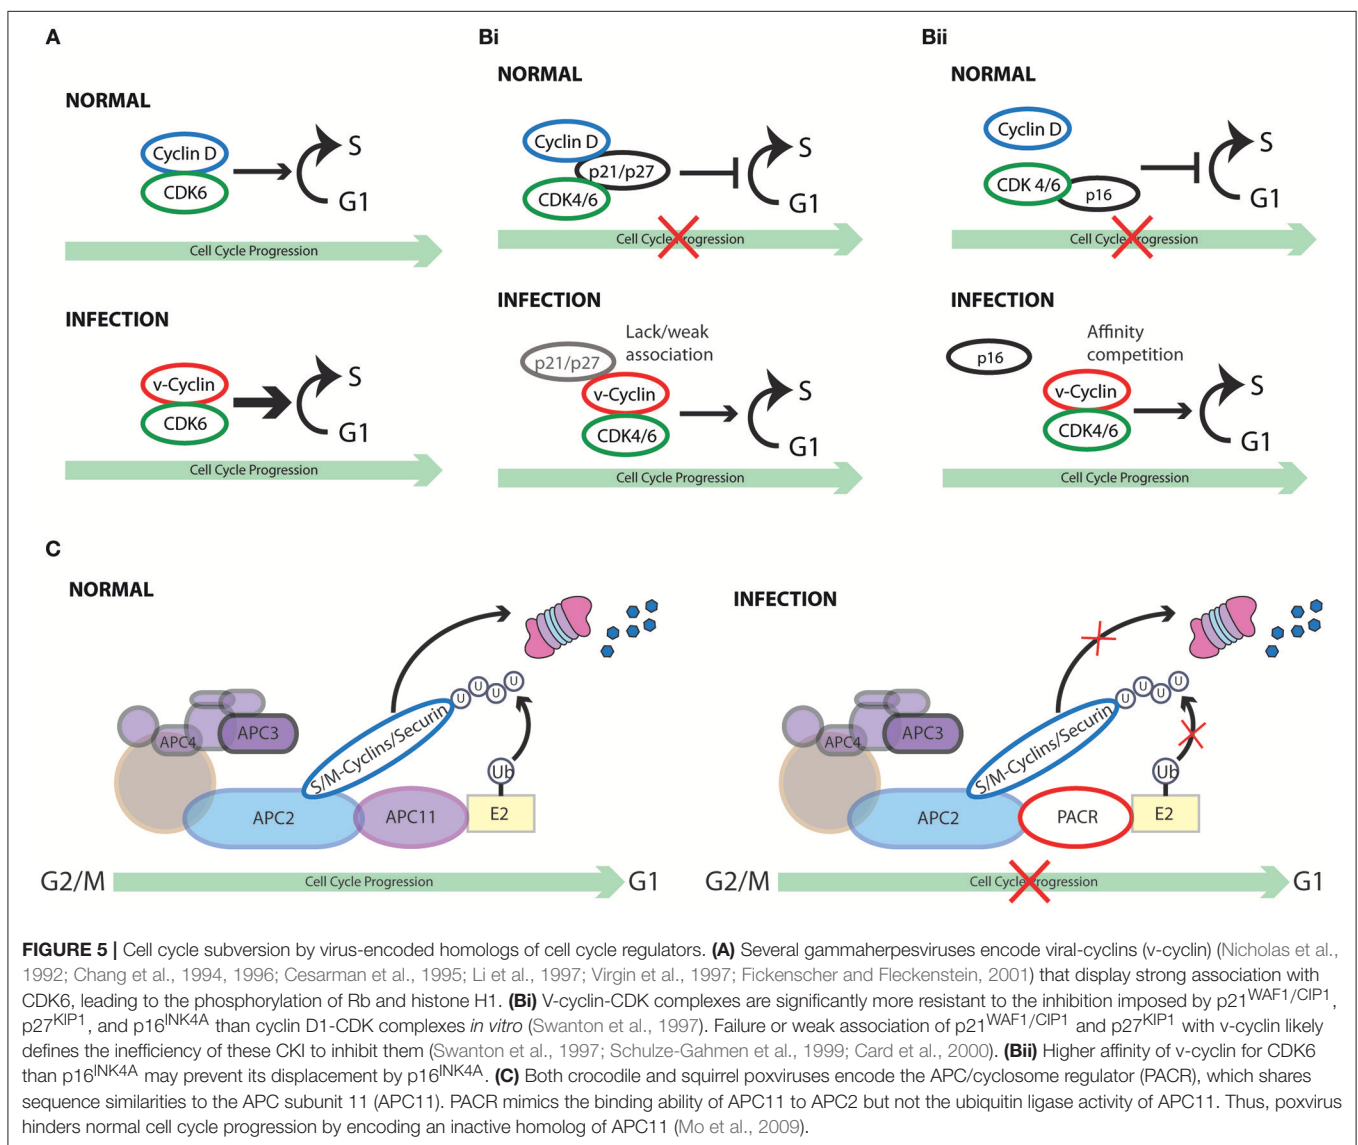 A
NORMAL
Cyclin D
CDK6
S
G1
Cell Cycle Progression
INFECTION
v-Cyclin
CDK6
S
G1
Cell Cycle Progression
Bi
NORMAL
Cyclin D
p21/p27
CDK4/6
S
G1
Cell Cycle Progression
INFECTION
Lack/weak
association
p21/p27
v-Cyclin
CDK4/6
S
G1
Cell Cycle Progression
Bii
NORMAL
Cyclin D
CDK 4/6
p16
S
G1
Cell Cycle Progression
INFECTION
Affinity
competition
p16
v-Cyclin
CDK4/6
S
G1
Cell Cycle Progression
C
NORMAL
U U U U
S/M-Cyclins/Securin
APC4
APC3
Ub
APC2
APC11
E2
G2/M
Cell Cycle Progression
G1
INFECTION
U U U U
S/M-Cyclins/Securin
APC4
APC3
Ub
APC2
PACR
E2
G2/M
Cell Cycle Progression
G1
FIGURE 5 | Cell cycle subversion by virus-encoded homologs of cell cycle regulators. (A) Several gammaherpesviruses encode viral-cyclins (v-cyclin) (Nicholas et al.,
1992; Chang et al., 1994, 1996; Cesarman et al., 1995; Li et al., 1997; Virgin et al., 1997; Fickenscher and Fleckenstein, 2001) that display strong association with
CDK6, leading to the phosphorylation of Rb and histone H1. (Bi) V-cyclin-CDK complexes are significantly more resistant to the inhibition imposed by p21WAF1/CIP1,
p27KIP1, and p16INK4A than cyclin D1-CDK complexes in vitro (Swanton et al., 1997). Failure or weak association of p21WAF1/CIP1 and p27KIP1 with v-cyclin likely
defines the inefficiency of these CKI to inhibit them (Swanton et al., 1997; Schulze-Gahmen et al., 1999; Card et al., 2000). (Bii) Higher affinity of v-cyclin for CDK6
than p16INK4A may prevent its displacement by p16INK4A. (C) Both crocodile and squirrel poxviruses encode the APC/cyclosome regulator (PACR), which shares
sequence similarities to the APC subunit 11 (APC11). PACR mimics the binding ability of APC11 to APC2 but not the ubiquitin ligase activity of APC11. Thus, poxvirus
hinders normal cell cycle progression by encoding an inactive homolog of APC11 (Mo et al., 2009).